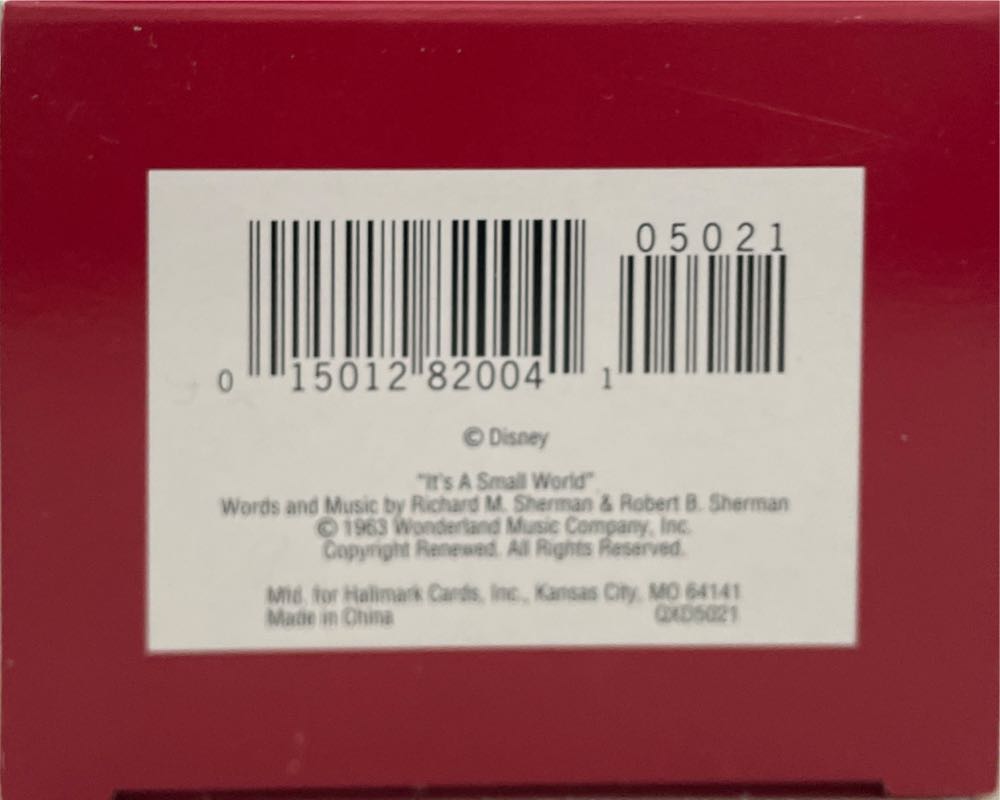 05021
0 15012 82004 1
© Disney
"It's A Small World"
Words and Music by Richard M. Sherman & Robert B. Sherman
© 1963 Wonderland Music Company, Inc.
Copyright Renewed. All Rights Reserved.
Mfd. for Hallmark Cards, Inc., Kansas City, MO 64141
Made in China QXD5021